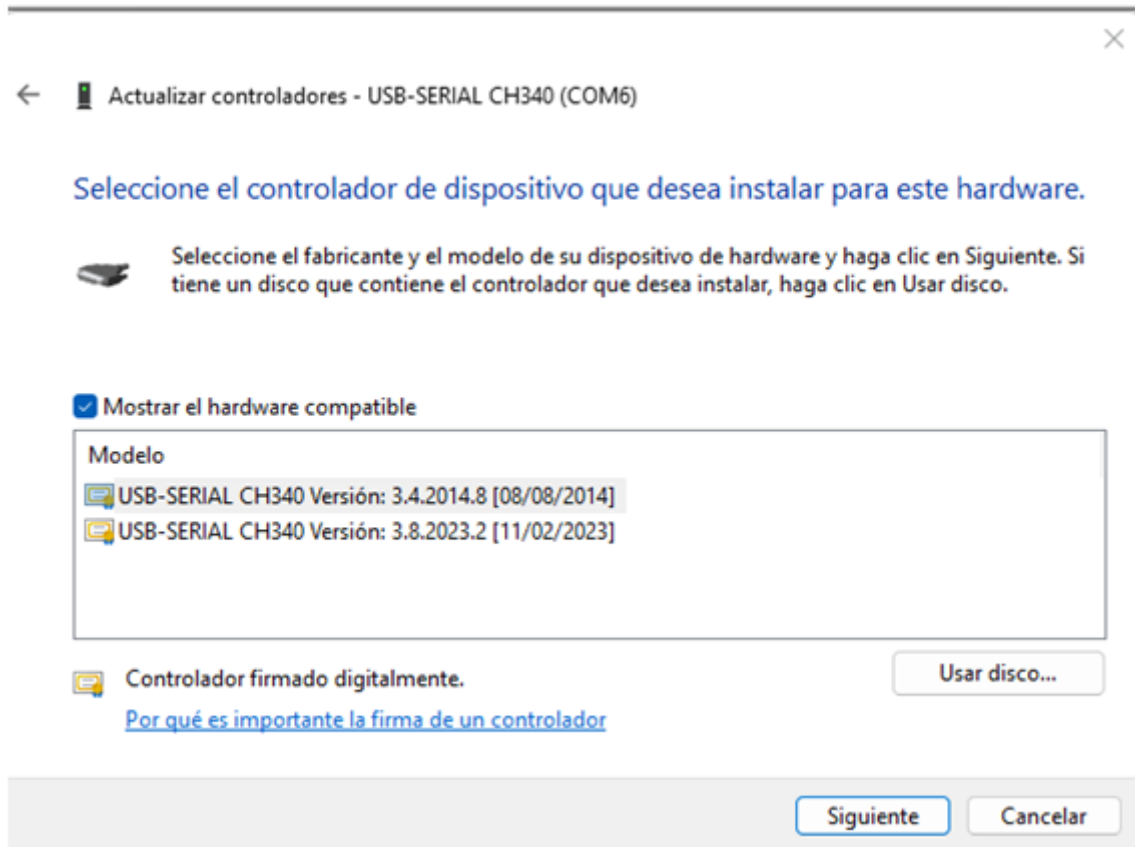 Actualizar controladores - USB-SERIAL CH340 (COM6)
Seleccione el controlador de dispositivo que desea instalar para este hardware.
Seleccione el fabricante y el modelo de su dispositivo de hardware y haga clic en Siguiente. Si
tiene un disco que contiene el controlador que desea instalar, haga clic en Usar disco.
Mostrar el hardware compatible
Modelo
USB-SERIAL CH340 Versión: 3.4.2014.8 [08/08/2014]
USB-SERIAL CH340 Versión: 3.8.2023.2 [11/02/2023]
Controlador firmado digitalmente.
Usar disco...
Por qué es importante la firma de un controlador
Siguiente
Cancelar